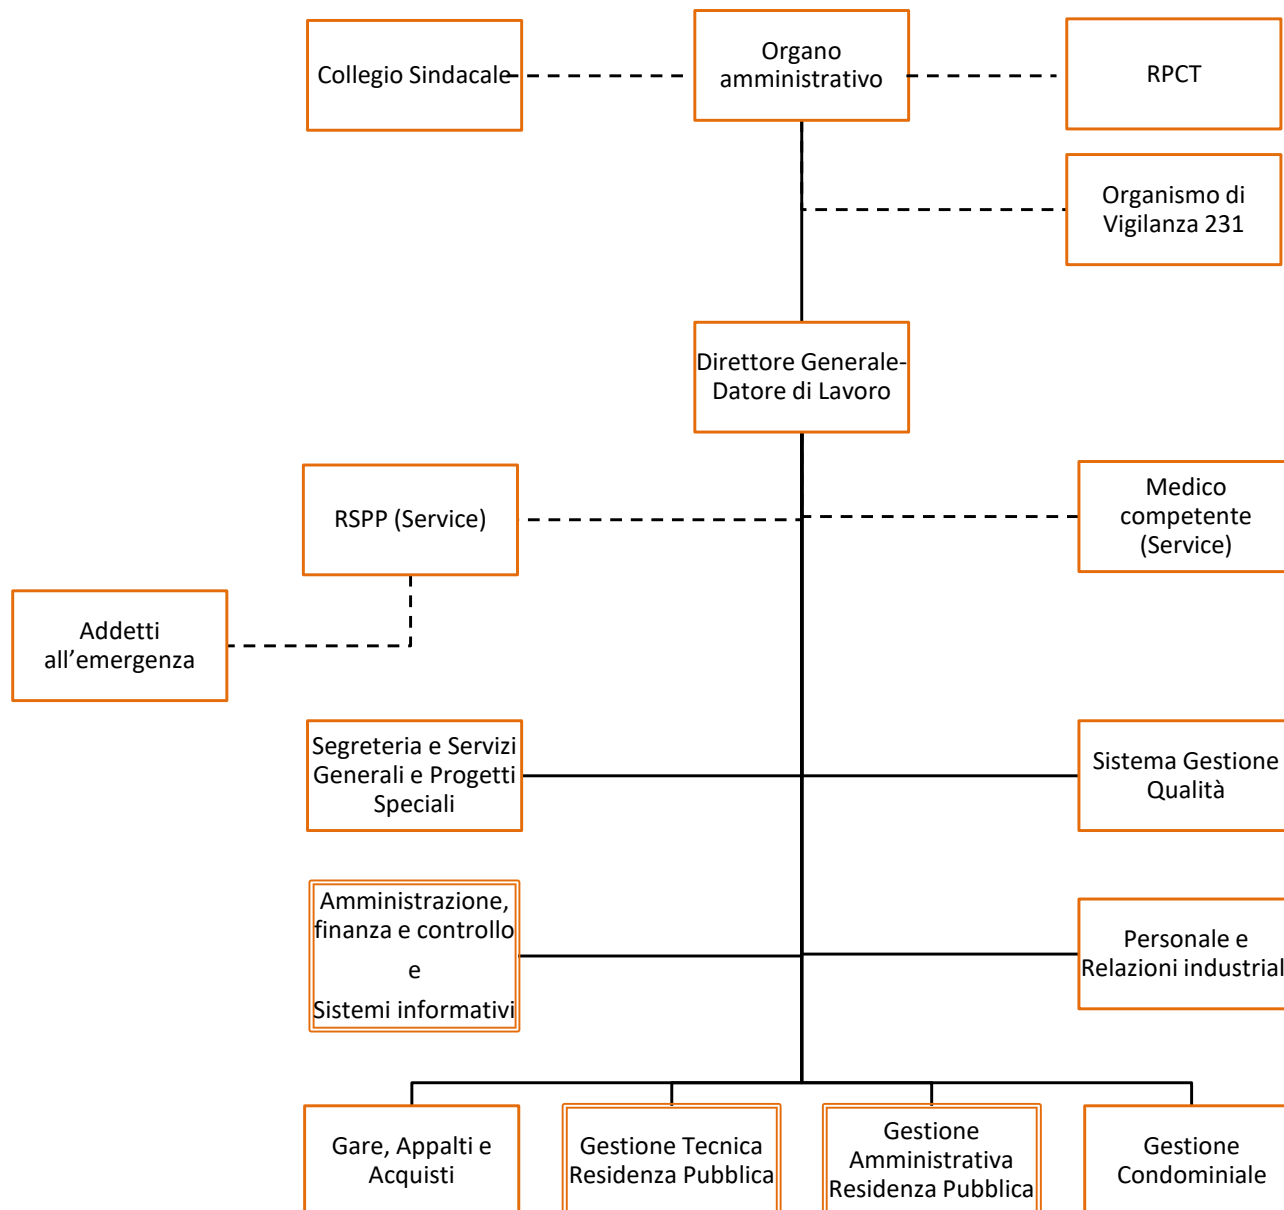 Collegio Sindacale
Organo
amministrativo
RPCT
Organismo di
Vigilanza 231
Direttore Generale-
Datore di Lavoro
RSPP (Service)
Medico
competente
(Service)
Addetti
all’emergenza
Segreteria e Servizi
Generali e Progetti
Speciali
Sistema Gestione
Qualità
Amministrazione,
finanza e controllo
e
Sistemi informativi
Personale e
Relazioni industrial
Gare, Appalti e
Acquisti
Gestione Tecnica
Residenza Pubblica
Gestione
Amministrativa
Residenza Pubblica
Gestione
Condominiale